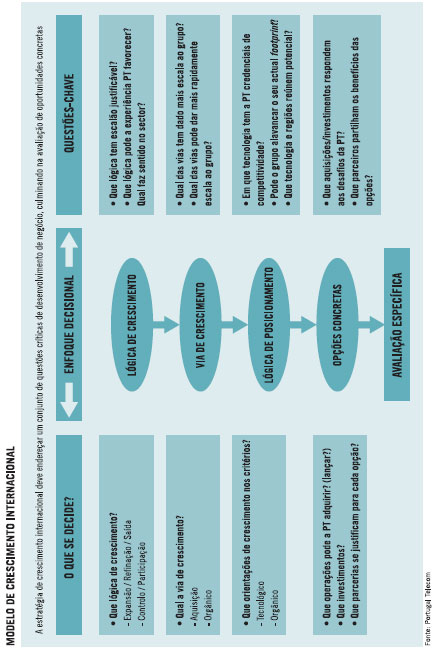 MODELO DE CRESCIMENTO INTERNACIONAL
A estratégia de crescimento internacional deve endereçar um conjunto de questões críticas de desenvolvimento de negócio, culminando na avaliação de oportunidades concretas
O QUE SE DECIDE?
ENFOQUE DECISIONAL
QUESTÕES-CHAVE
• Que lógica de crescimento?
- Expansão / Refinação / Saída
- Controlo / Participação
LÓGICA DE CRESCIMENTO
• Que lógica tem escalão justificável?
• Que lógica pode a experiência PT favorecer?
Qual faz sentido no sector?
• Qual a via de crescimento?
- Aquisição
- Orgânico
VIA DE CRESCIMENTO
• Qual das vias tem dado mais escala ao grupo?
• Qual das vias pode dar mais rapidamente
escala ao grupo?
• Que orientações de crescimento nos critérios?
- Tecnológico
- Orgânico
LÓGICA DE POSICIONAMENTO
• Em que tecnologia tem a PT credenciais de
competitividade?
• Pode o grupo alavancar o seu actual footprint?
• Que tecnologia e regiões reúnem potencial?
• Que operações pode a PT adquirir? (lançar?)
• Que investimentos?
• Que parcerias se justificam para cada opção?
OPÇÕES CONCRETAS
• Que aquisições/investimentos respondem
aos desafios da PT?
• Que parceiros partilham os benefícios das
opções?
AVALIAÇÃO ESPECÍFICA
Fonte: Portugal Telecom